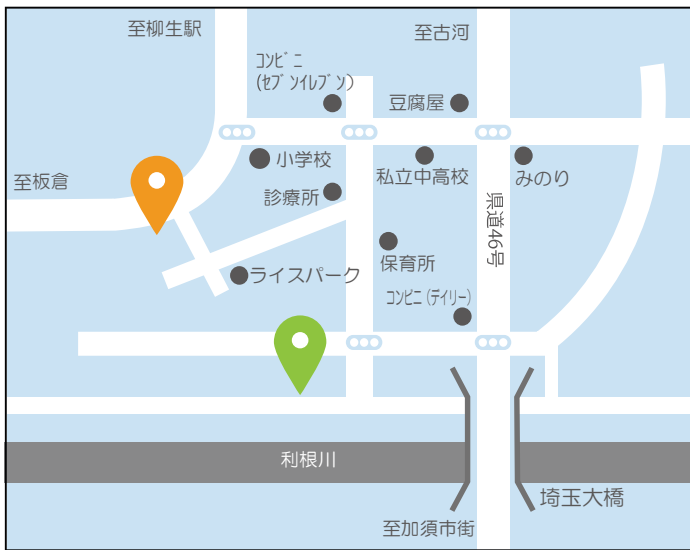 至柳生駅
至古河
コンビニ
(セブンイレブン)
豆腐屋
小学校
私立中高校
みのり
至板倉
診療所
県道46号
保育所
ライスパーク
コンビニ(デイリー)
利根川
埼玉大橋
至加須市街